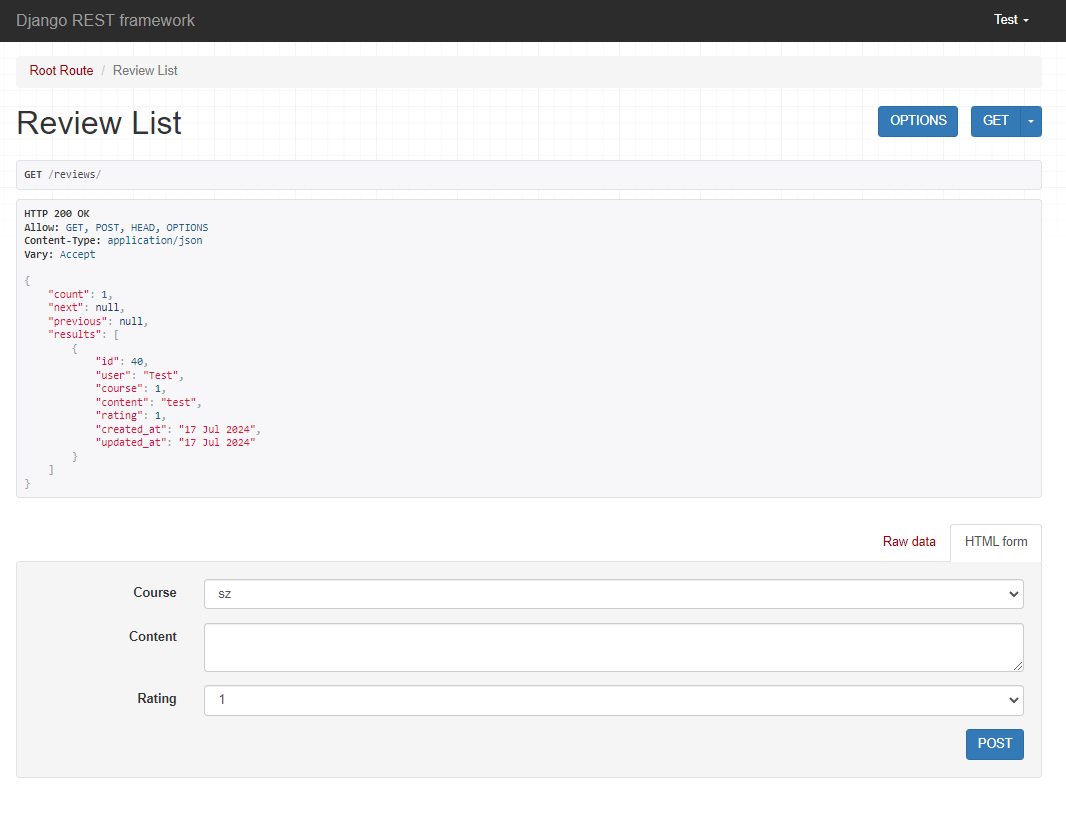 Django REST framework
Test
Root Route / Review List
Review List
OPTIONS
GET
GET /reviews/
HTTP 200 OK
Allow: GET, POST, HEAD, OPTIONS
Content-Type: application/json
Vary: Accept
{
    "count": 1,
    "next": null,
    "previous": null,
    "results": [
        {
            "id": 40,
            "user": "Test",
            "course": 1,
            "content": "test",
            "rating": 1,
            "created_at": "17 Jul 2024",
            "updated_at": "17 Jul 2024"
        }
    ]
}
Raw data
HTML form
Course
sz
Content
Rating
1
POST